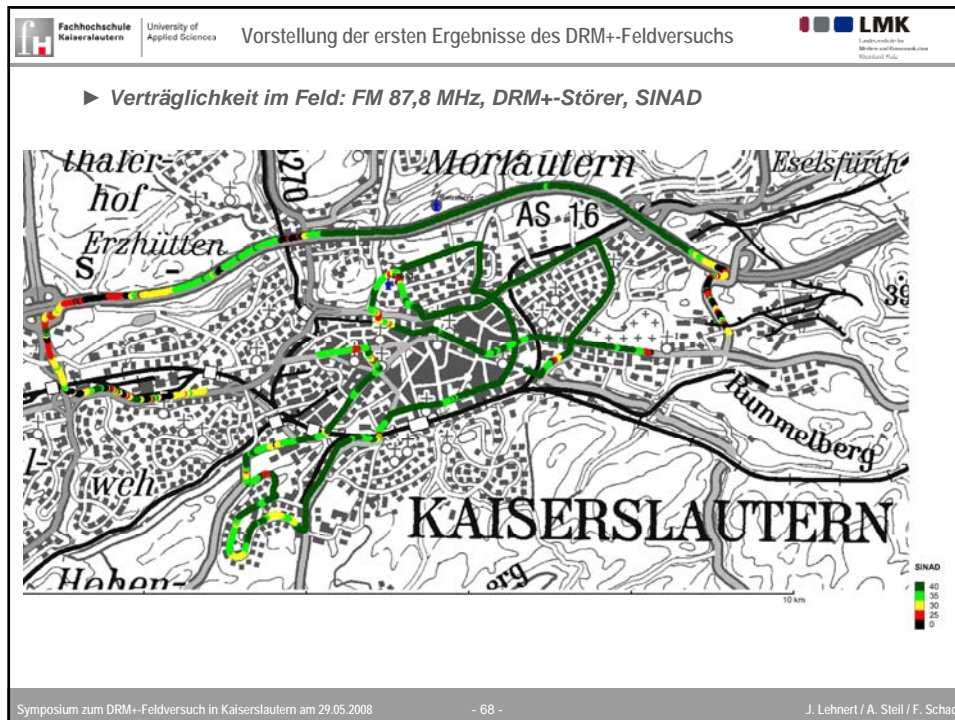 Fachhochschule
Kaiserslautern
University of
Applied Sciences
Vorstellung der ersten Ergebnisse des DRM+-Feldversuchs
LMK
► Verträglichkeit im Feld: FM 87,8 MHz, DRM+-Störer, SINAD
thaler-
hof
B270
Morlautern
Eselsfürth
AS 16
Erzhütten
S
39
Rummelberg
l-
weh
KAISERSLAUTERN
Hohen-
erg
10 km
SINAD
40
35
30
25
0
Symposium zum DRM+-Feldversuch in Kaiserslautern am 29.05.2008
- 68 -
J. Lehnert / A. Steil / F. Schad